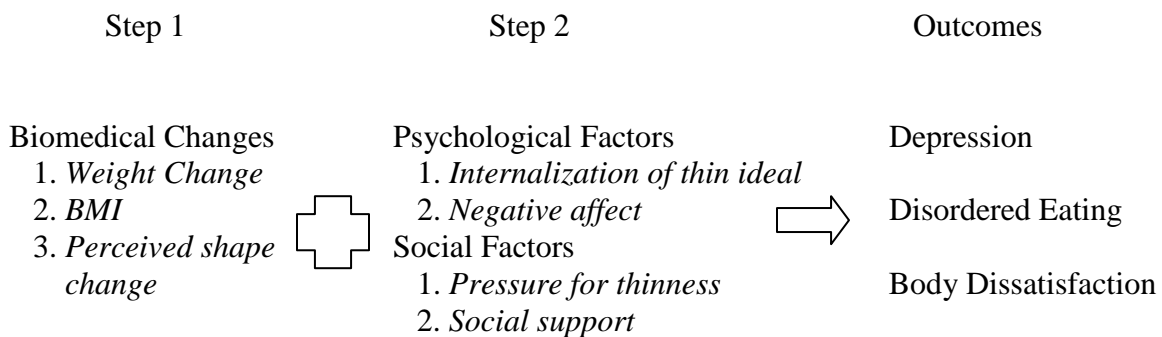 Step 1
Step 2
Outcomes
Biomedical Changes
1. Weight Change
2. BMI
3. Perceived shape
change
Psychological Factors
1. Internalization of thin ideal
2. Negative affect
Social Factors
1. Pressure for thinness
2. Social support
Depression
Disordered Eating
Body Dissatisfaction